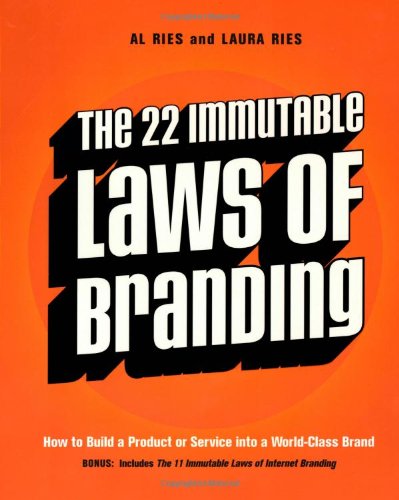 AL RIES and LAURA RIES
THE 22 IMMUTABLE
LAWS OF
BRANDING
How to Build a Product or Service into a World-Class Brand
BONUS: Includes The 11 Immutable Laws of Internet Branding